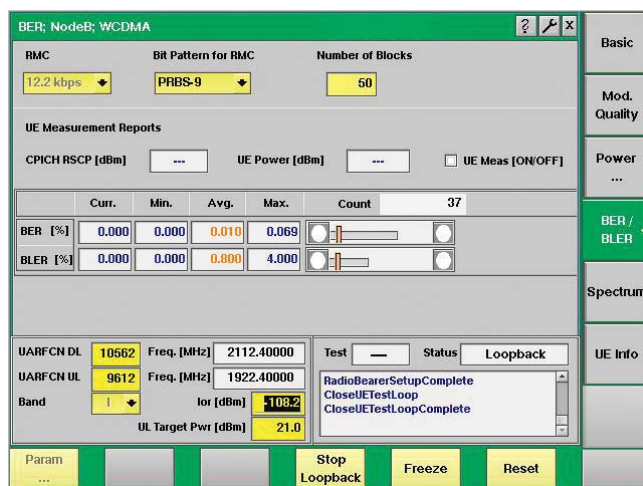 BER; NodeB; WCDMA ? X
Basic
RMC Bit Pattern for RMC Number of Blocks
12.2 kbps PRBS-9 50
Mod.
Quality
UE Measurement Reports
CPICH RSCP [dBm] --- UE Power [dBm] --- UE Meas [ON/OFF]
Power
...
Curr. Min. Avg. Max. Count 37
BER [%] 0.000 0.000 0.010 0.069
BLER [%] 0.000 0.000 0.800 4.000
BER /
BLER
Spectrum
UARFCN DL 10562 Freq. [MHz] 2112.40000
UARFCN UL 9612 Freq. [MHz] 1922.40000
Band I Ior [dBm] -108.2
UL Target Pwr [dBm] 21.0
Test — Status Loopback
RadioBearerSetupComplete
CloseUETestLoop
CloseUETestLoopComplete
UE Info
Param
...
Stop
Loopback
Freeze
Reset